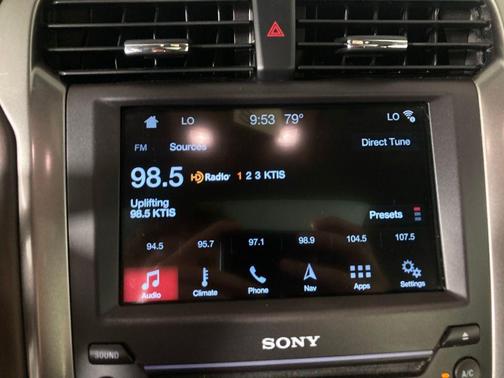 LO 9:53 79° LO
FM Sources Direct Tune
98.5 HD Radio 1 2 3 KTIS
Uplifting
98.5 KTIS
Presets
94.5 95.7 97.1 98.9 104.5 107.5
Audio Climate Phone Nav Apps Settings
SONY
SOUND
A/C